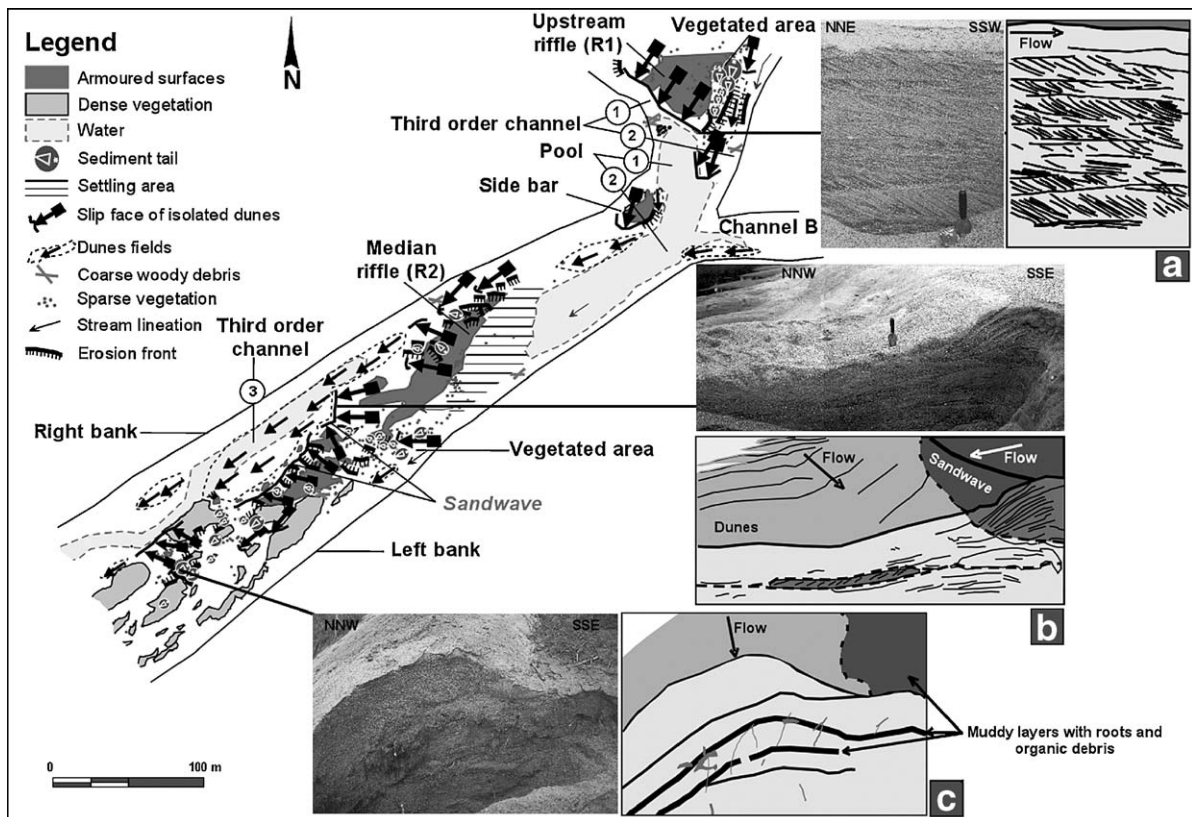 Legend
N
Armoured surfaces
Dense vegetation
Water
Sediment tail
Settling area
Slip face of isolated dunes
Dunes fields
Coarse woody debris
Sparse vegetation
Stream lineation
Erosion front
Upstream
riffle (R1)
Vegetated area
Third order channel
1
2
Pool
1
2
Side bar
Channel B
Median
riffle (R2)
Third order
channel
3
Right bank
Vegetated area
Sandwave
Left bank
0 100 m
NNE SSW
Flow
a
NNW SSE
Flow
Flow
Sandwave
Dunes
b
NNW SSE
Flow
Muddy layers with roots and
organic debris
c